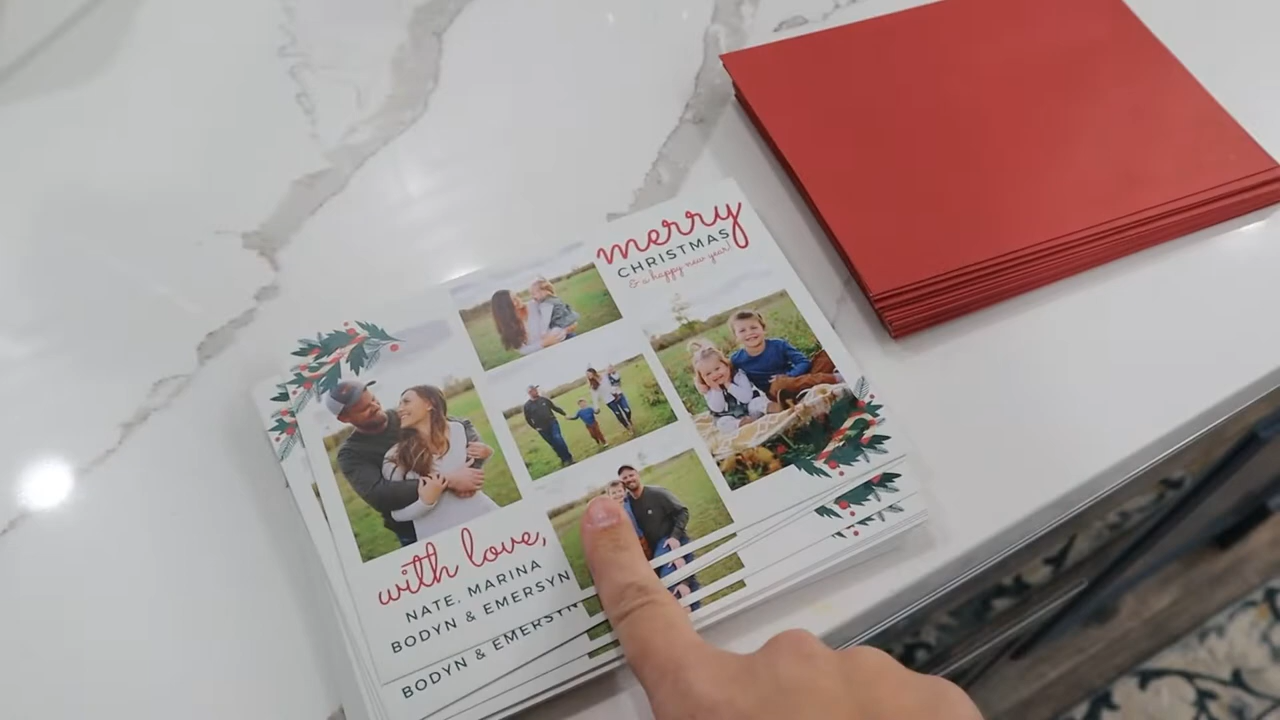 merry
CHRISTMAS
& a happy new year!
with love,
NATE, MARINA
BODYN & EMERSYN
BODYN & EMERSYN